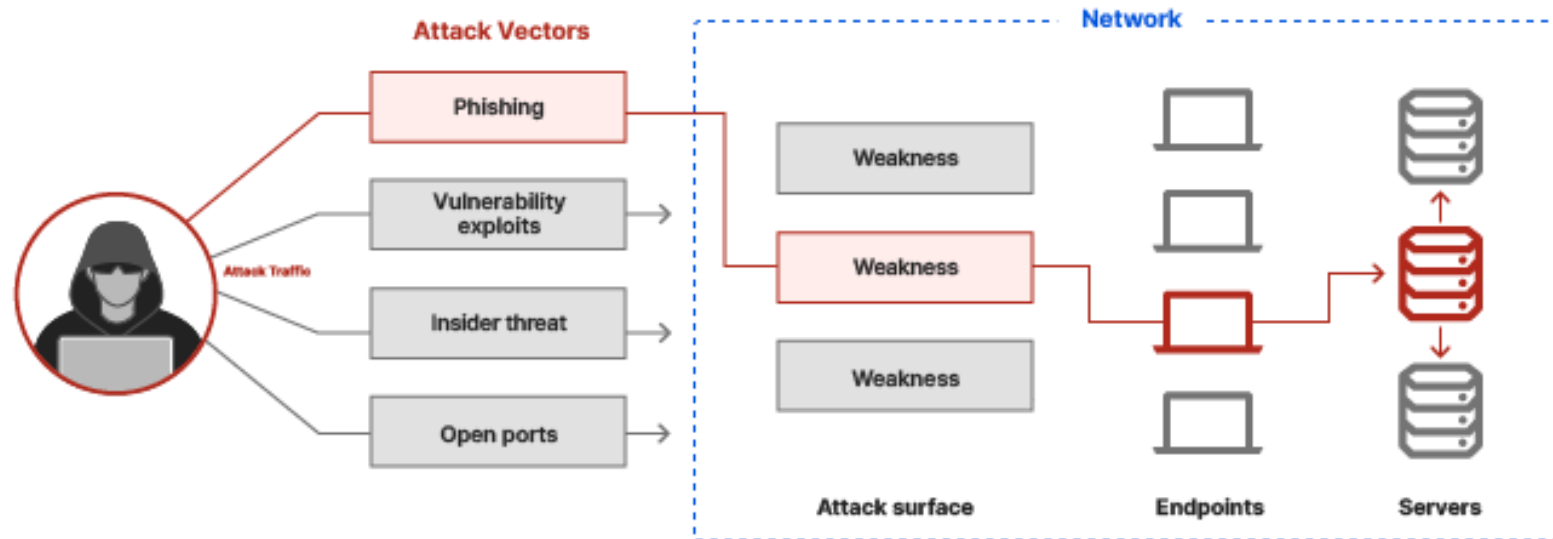 Attack Vectors
Network
Phishing
Vulnerability
exploits
Attack Traffic
Insider threat
Open ports
Weakness
Weakness
Weakness
Attack surface
Endpoints
Servers